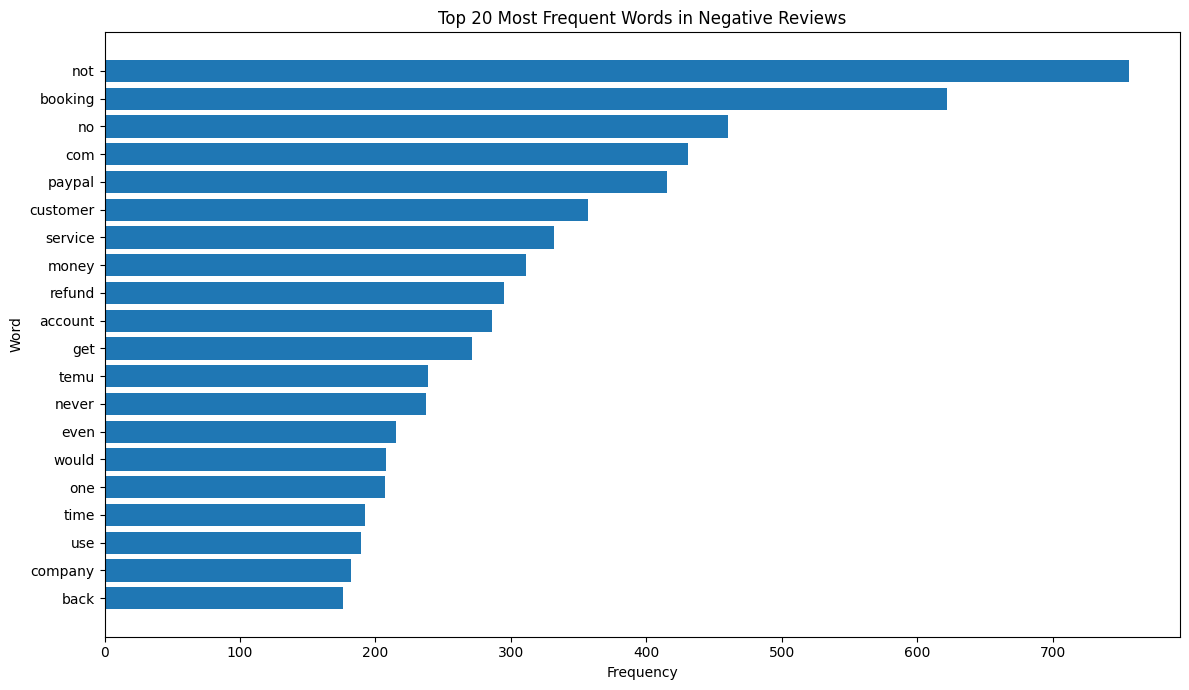 Top 20 Most Frequent Words in Negative Reviews
Word
not
booking
no
com
paypal
customer
service
money
refund
account
get
temu
never
even
would
one
time
use
company
back
0 100 200 300 400 500 600 700
Frequency